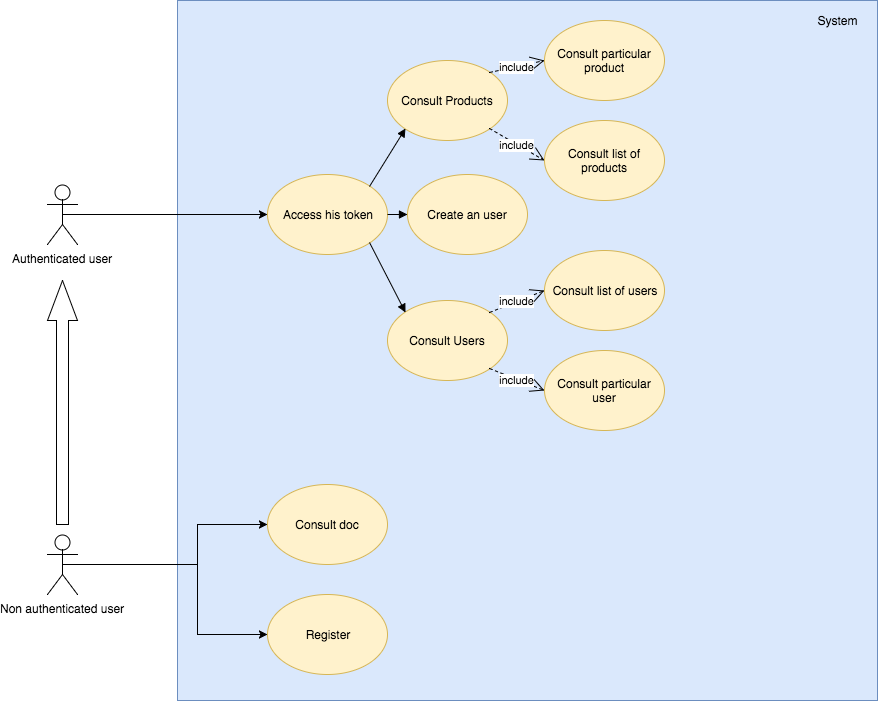 System
Consult particular
product
include
Consult Products
include
Consult list of
products
Access his token
Create an user
Authenticated user
Consult list of users
include
Consult Users
include
Consult particular
user
Consult doc
Non authenticated user
Register